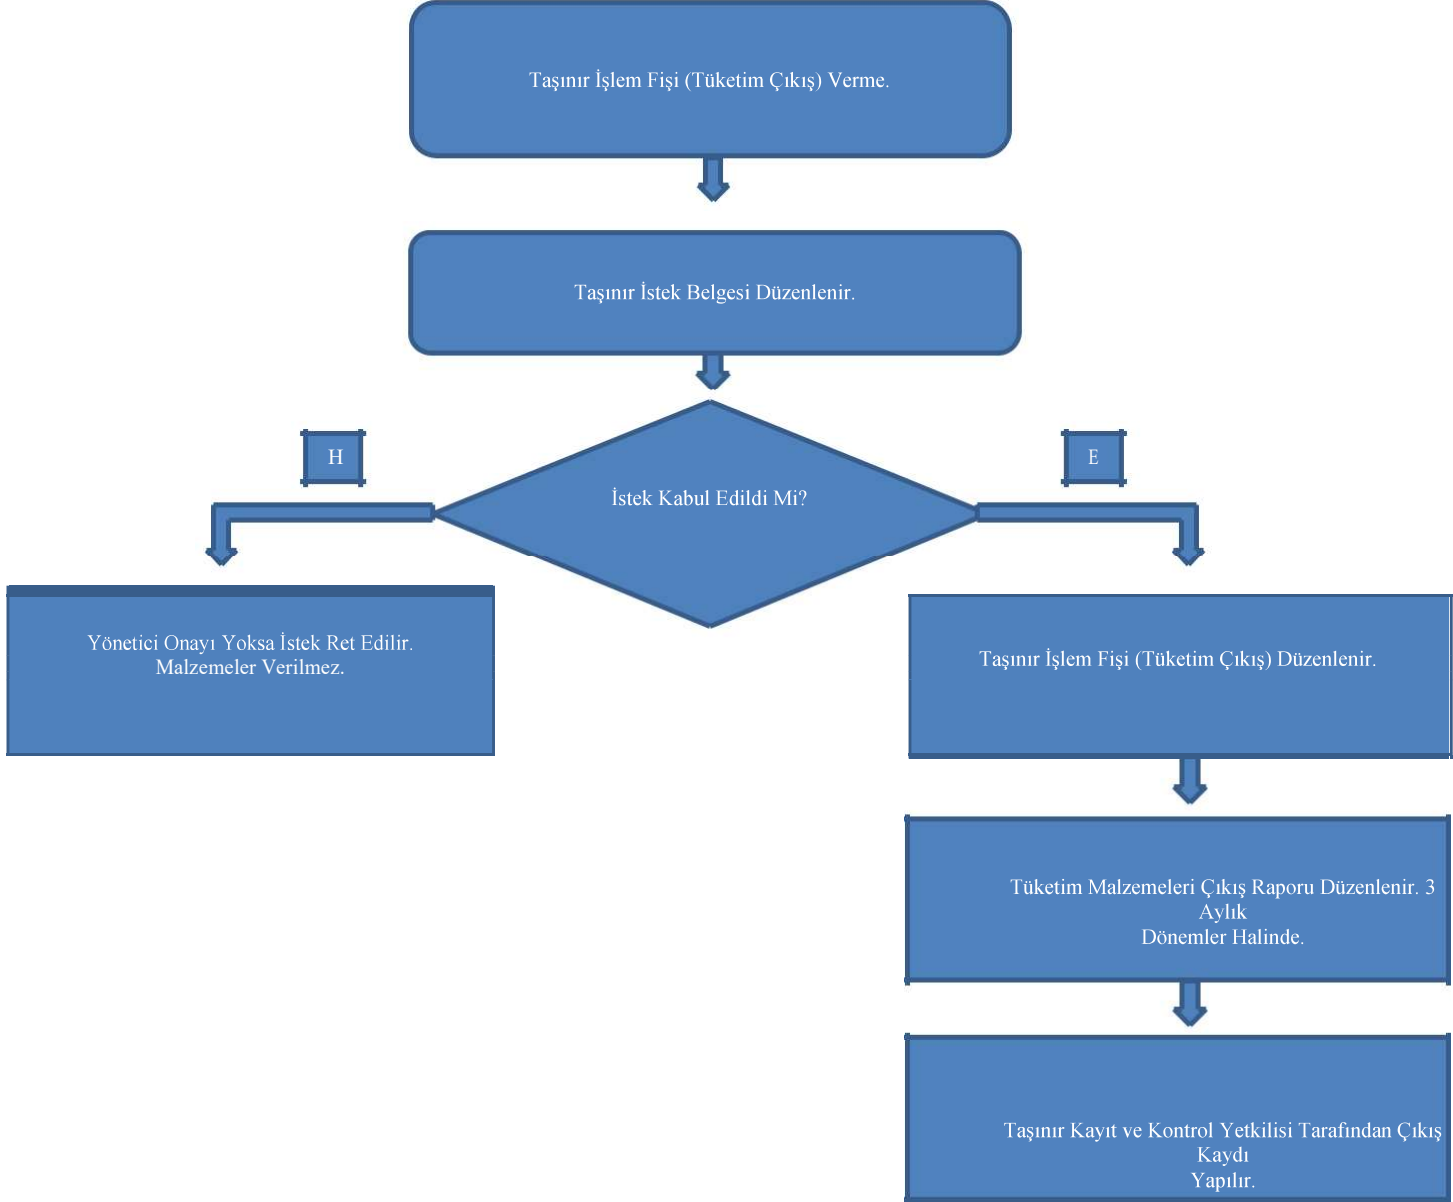 Taşınır İşlem Fişi (Tüketim Çıkış) Verme.
Taşınır İstek Belgesi Düzenlenir.
H
E
İstek Kabul Edildi Mi?
Yönetici Onayı Yoksa İstek Ret Edilir.
Malzemeler Verilmez.
Taşınır İşlem Fişi (Tüketim Çıkış) Düzenlenir.
Tüketim Malzemeleri Çıkış Raporu Düzenlenir. 3
Aylık
Dönemler Halinde.
Taşınır Kayıt ve Kontrol Yetkilisi Tarafından Çıkış
Kaydı
Yapılır.